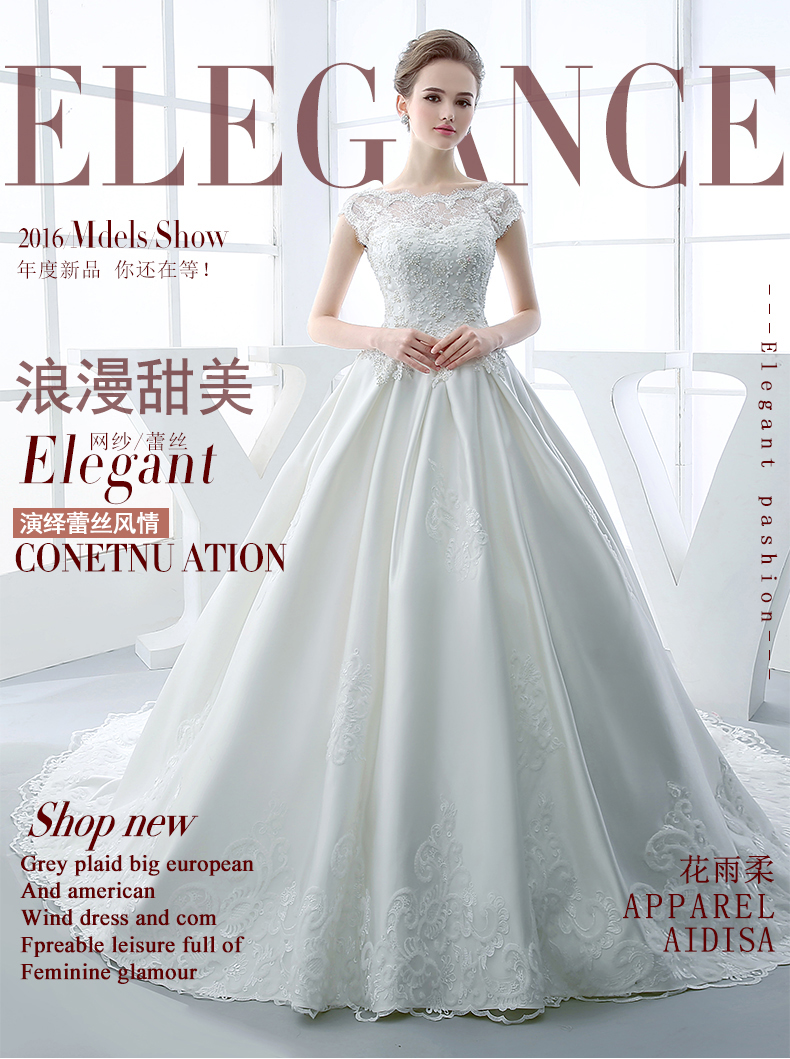 ELEGANCE
2016/Mdels/Show
年度新品 你还在等！
---Elegant pashion---
浪漫甜美
网纱/蕾丝
Elegant
演绎蕾丝风情
CONETNU ATION
Shop new
Grey plaid big european
And american
Wind dress and com
Fpreable leisure full of
Feminine glamour
花雨柔
APPAREL
AIDISA